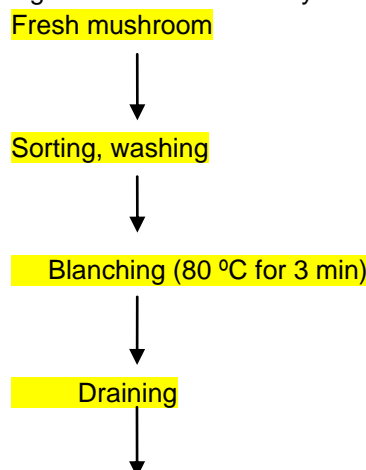 Fresh mushroom
Sorting, washing
Blanching (80 ºC for 3 min)
Draining